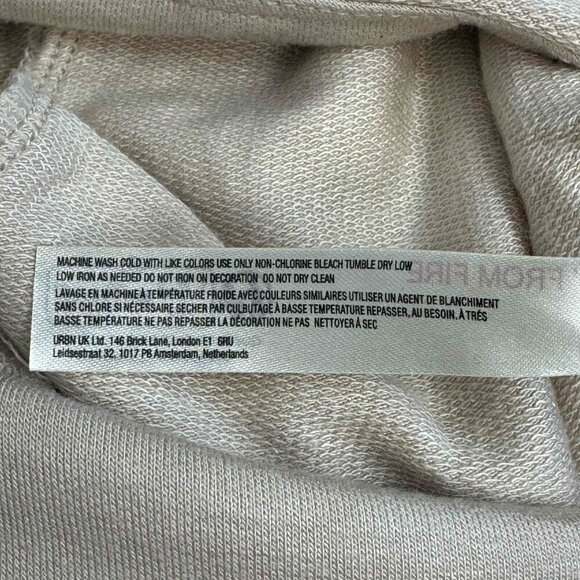 MACHINE WASH COLD WITH LIKE COLORS USE ONLY NON-CHLORINE BLEACH TUMBLE DRY LOW
LOW IRON AS NEEDED DO NOT IRON ON DECORATION DO NOT DRY CLEAN
LAVAGE EN MACHINE À TEMPÉRATURE FROIDE AVEC COULEURS SIMILAIRES UTILISER UN AGENT DE BLANCHIMENT
SANS CHLORE SI NÉCESSAIRE SECHER PAR CULBUTAGE À BASSE TEMPERATURE REPASSER, AU BESOIN, À TRÉS
BASSE TEMPÉRATURE NE PAS REPASSER LA DÉCORATION NE PAS NETTOYER À SEC
URBN UK Ltd. 146 Brick Lane, London E1 6RU
Leidsestraat 32, 1017 PB Amsterdam, Netherlands
FROM FIRE